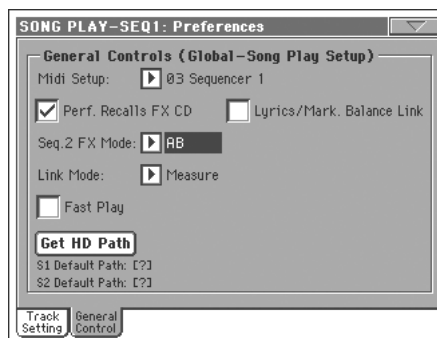 SONG PLAY-SEQ1: Preferences
General Controls (Global-Song Play Setup)
Midi Setup: 03 Sequencer 1
Perf. Recalls FX CD Lyrics/Mark. Balance Link
Seq.2 FX Mode: AB
Link Mode: Measure
Fast Play
Get HD Path
S1 Default Path: [?]
S2 Default Path: [?]
Track Setting
General Control